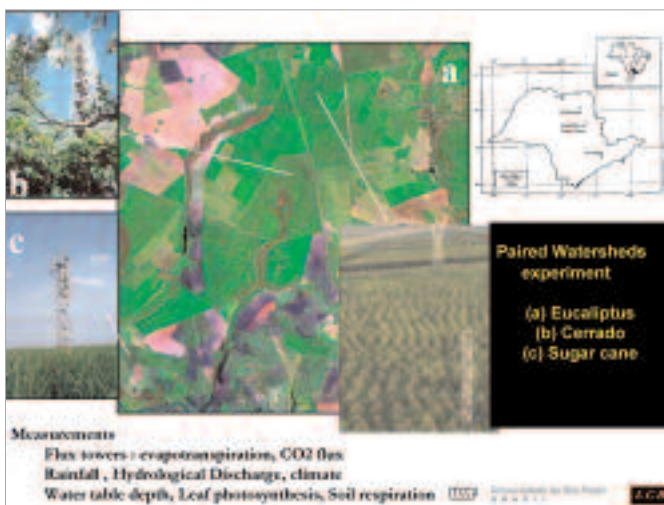 b
a
c
Paired Watersheds
experiment
(a) Eucaliptus
(b) Cerrado
(c) Sugar cane
Measurements
Flux towers : evapotranspiration, CO2 flux
Rainfall , Hydrological Discharge, climate
Water table depth, Leaf photosynthesis, Soil respiration